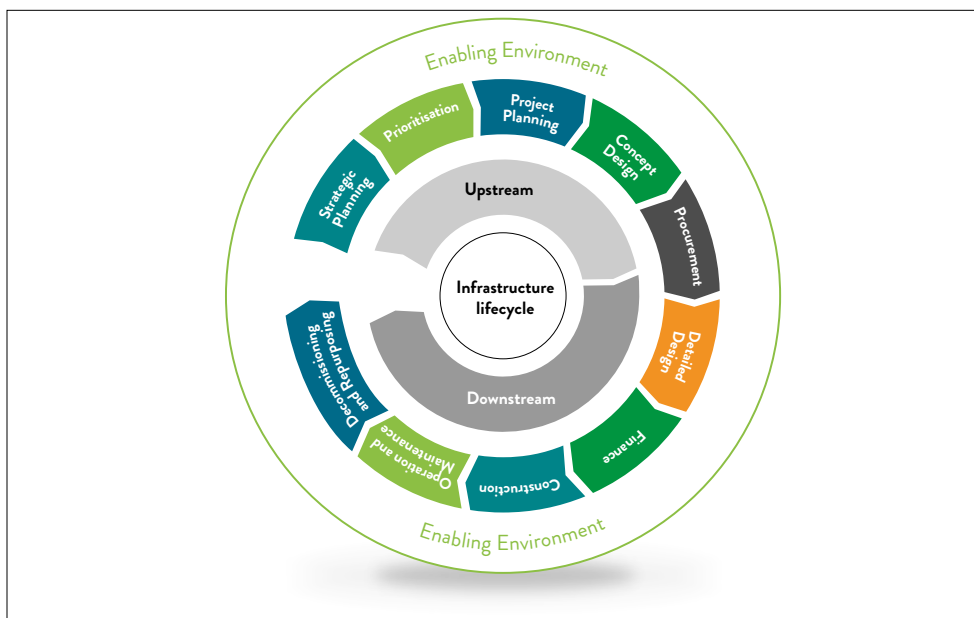 Enabling Environment
Strategic
Planning
Prioritisation
Project
Planning
Concept
Design
Procurement
Detailed
Design
Finance
Construction
Operation and
Maintenance
Decommissioning
and Repurposing
Upstream
Infrastructure
lifecycle
Downstream
Enabling Environment